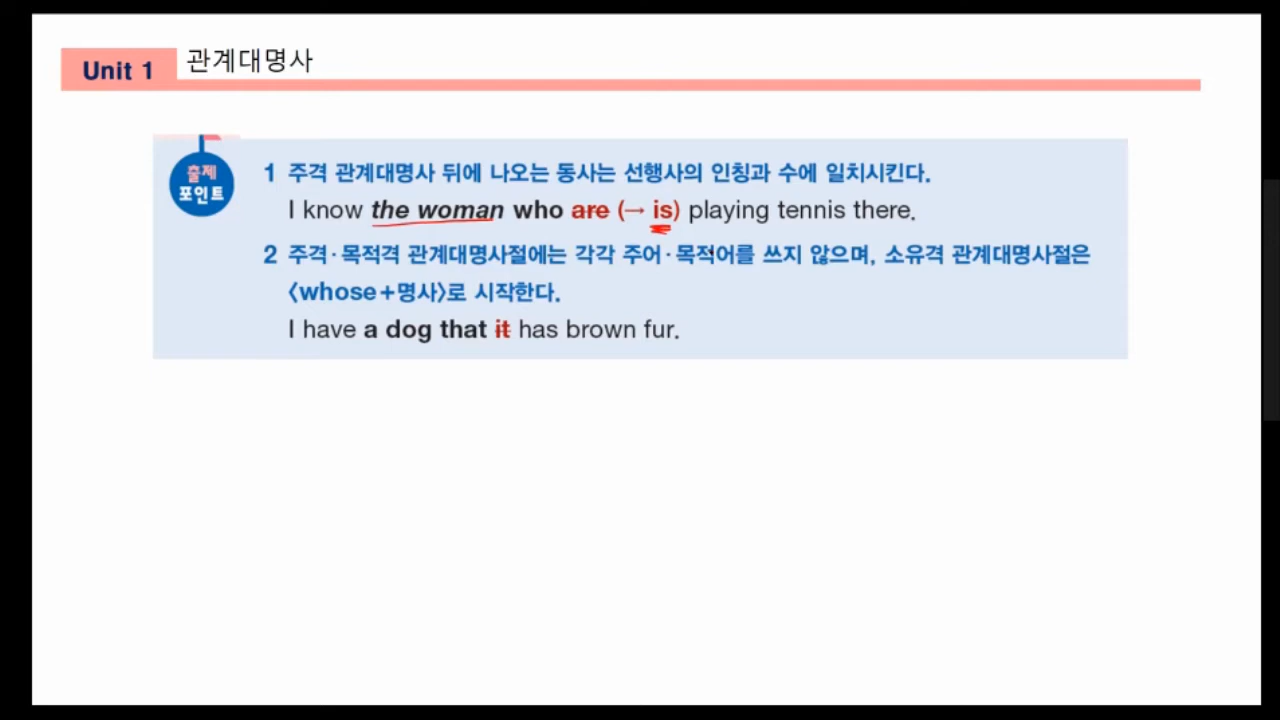 Unit 1 관계대명사
출제
포인트
1 주격 관계대명사 뒤에 나오는 동사는 선행사의 인칭과 수에 일치시킨다.
I know the woman who are (→ is) playing tennis there.
2 주격·목적격 관계대명사절에는 각각 주어·목적어를 쓰지 않으며, 소유격 관계대명사절은
〈whose+명사〉로 시작한다.
I have a dog that it has brown fur.